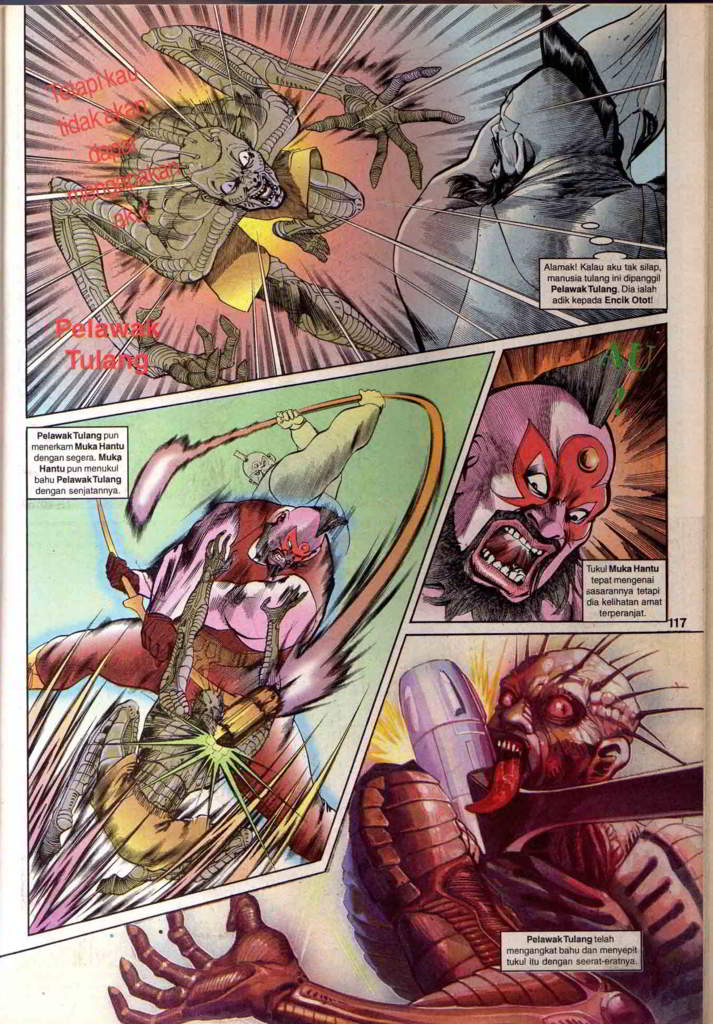 Tetapi kau
tidak akan
dapat
mengacakan
aku!
Alamak! Kalau aku tak silap,
manusia tulang ini dipanggil
Pelawak Tulang. Dia ialah
adik kepada Encik Otot!
Pelawak
Tulang
Pelawak Tulang pun
menerkam Muka Hantu
dengan segera. Muka
Hantu pun menukul
bahu Pelawak Tulang
dengan senjatannya.
AU
!
Tukul Muka Hantu
tepat mengenai
sasarannya tetapi
dia kelihatan amat
terperanjat.
117
Pelawak Tulang telah
mengangkat bahu dan menyepit
tukul itu dengan seerat-eratnya.